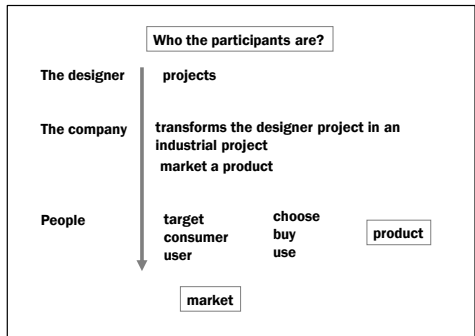 Who the participants are?
The designer projects
The company transforms the designer project in an
industrial project
market a product
People target choose
consumer buy product
user use
market